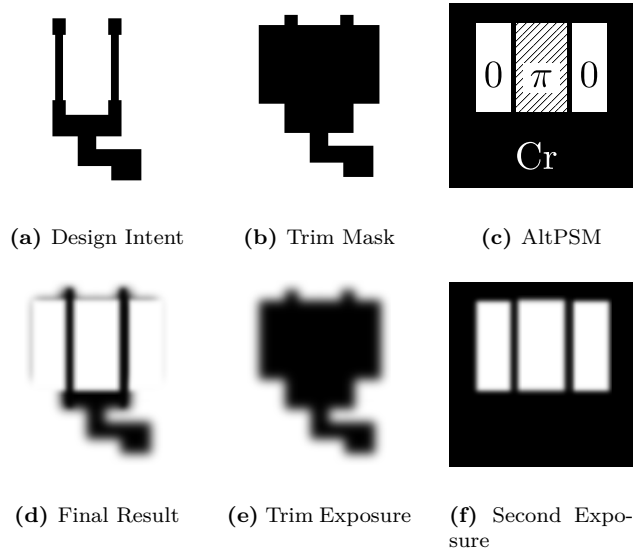 0 π 0
Cr
(a) Design Intent
(b) Trim Mask
(c) AltPSM
(d) Final Result
(e) Trim Exposure
(f) Second Expo-
sure